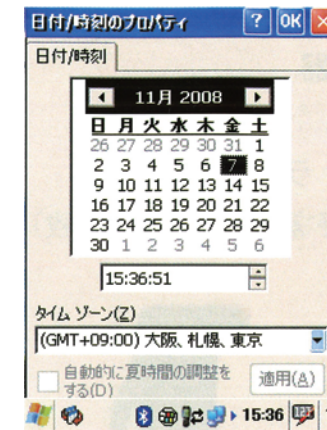 日付/時刻のプロパティ ? OK ×
日付/時刻
11月 2008
日 月 火 水 木 金 土
26 27 28 29 30 31 1
2 3 4 5 6 7 8
9 10 11 12 13 14 15
16 17 18 19 20 21 22
23 24 25 26 27 28 29
30 1 2 3 4 5 6
15:36:51
タイム ゾーン(Z)
(GMT+09:00) 大阪、札幌、東京
自動的に夏時間の調整を
する(D)
適用(A)
15:36